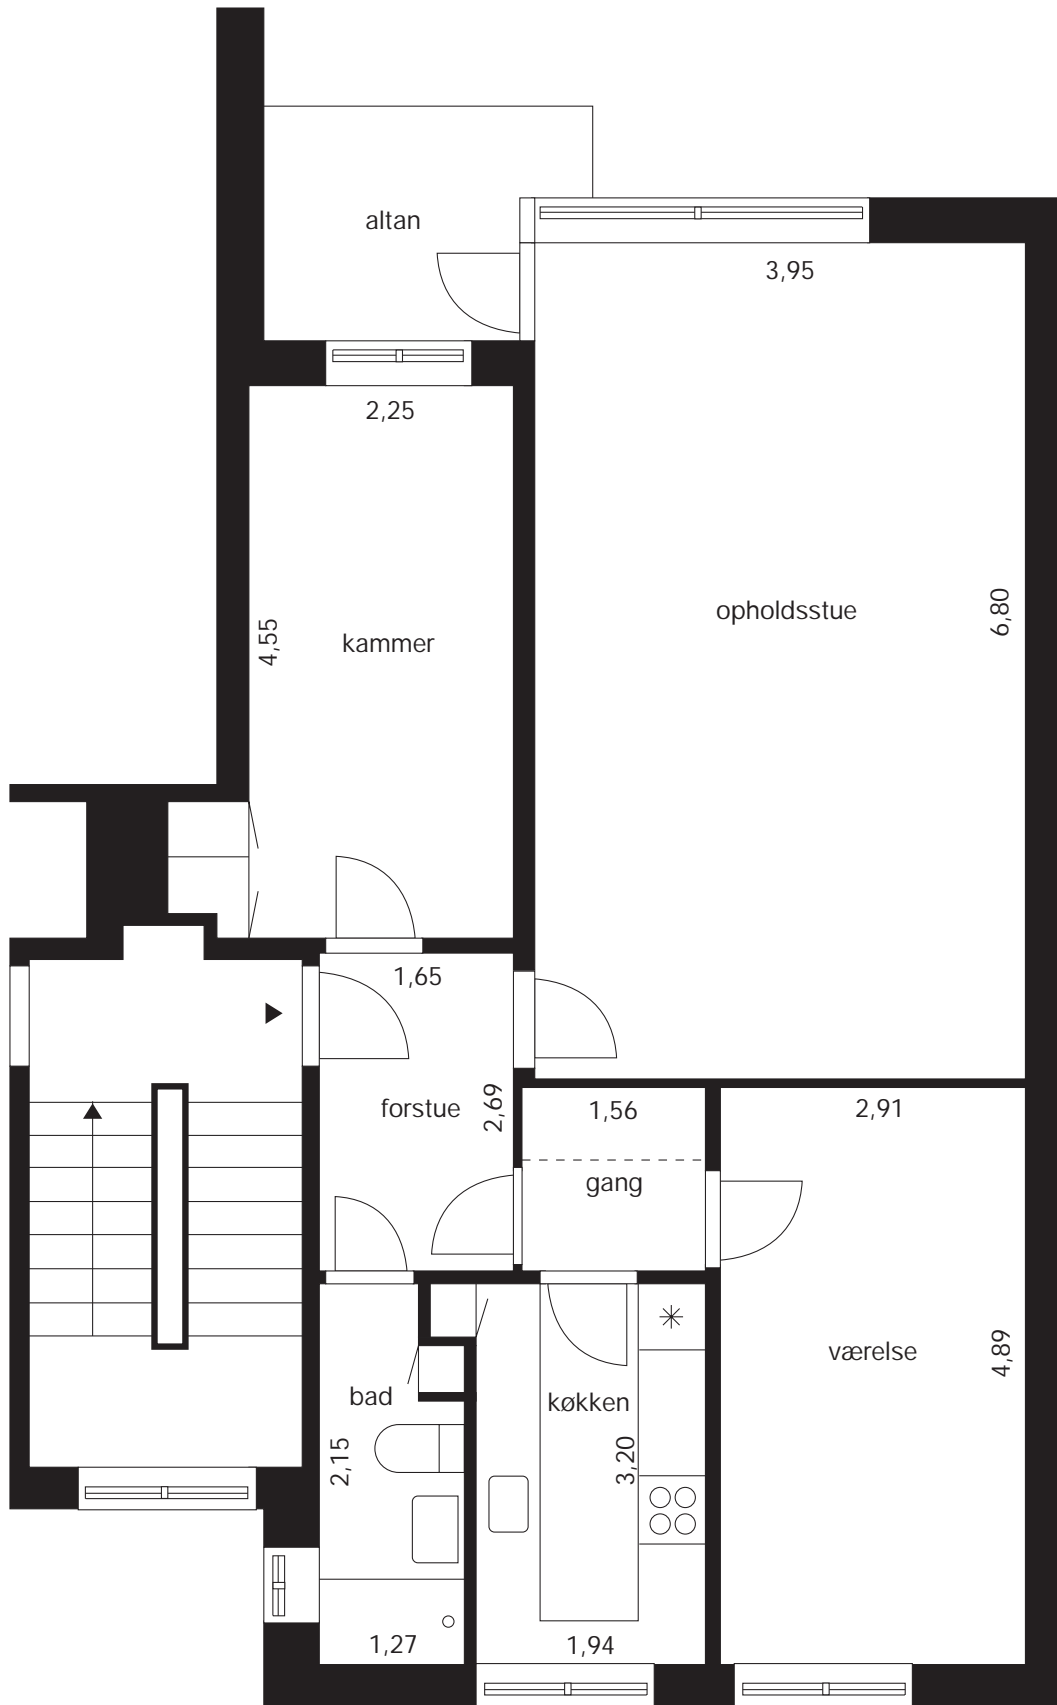 altan
3,95
2,25
opholdsstue
6,80
4,55
kammer
1,65
forstue
2,69
1,56
2,91
gang
værelse
4,89
bad
køkken
2,15
3,20
1,27
1,94